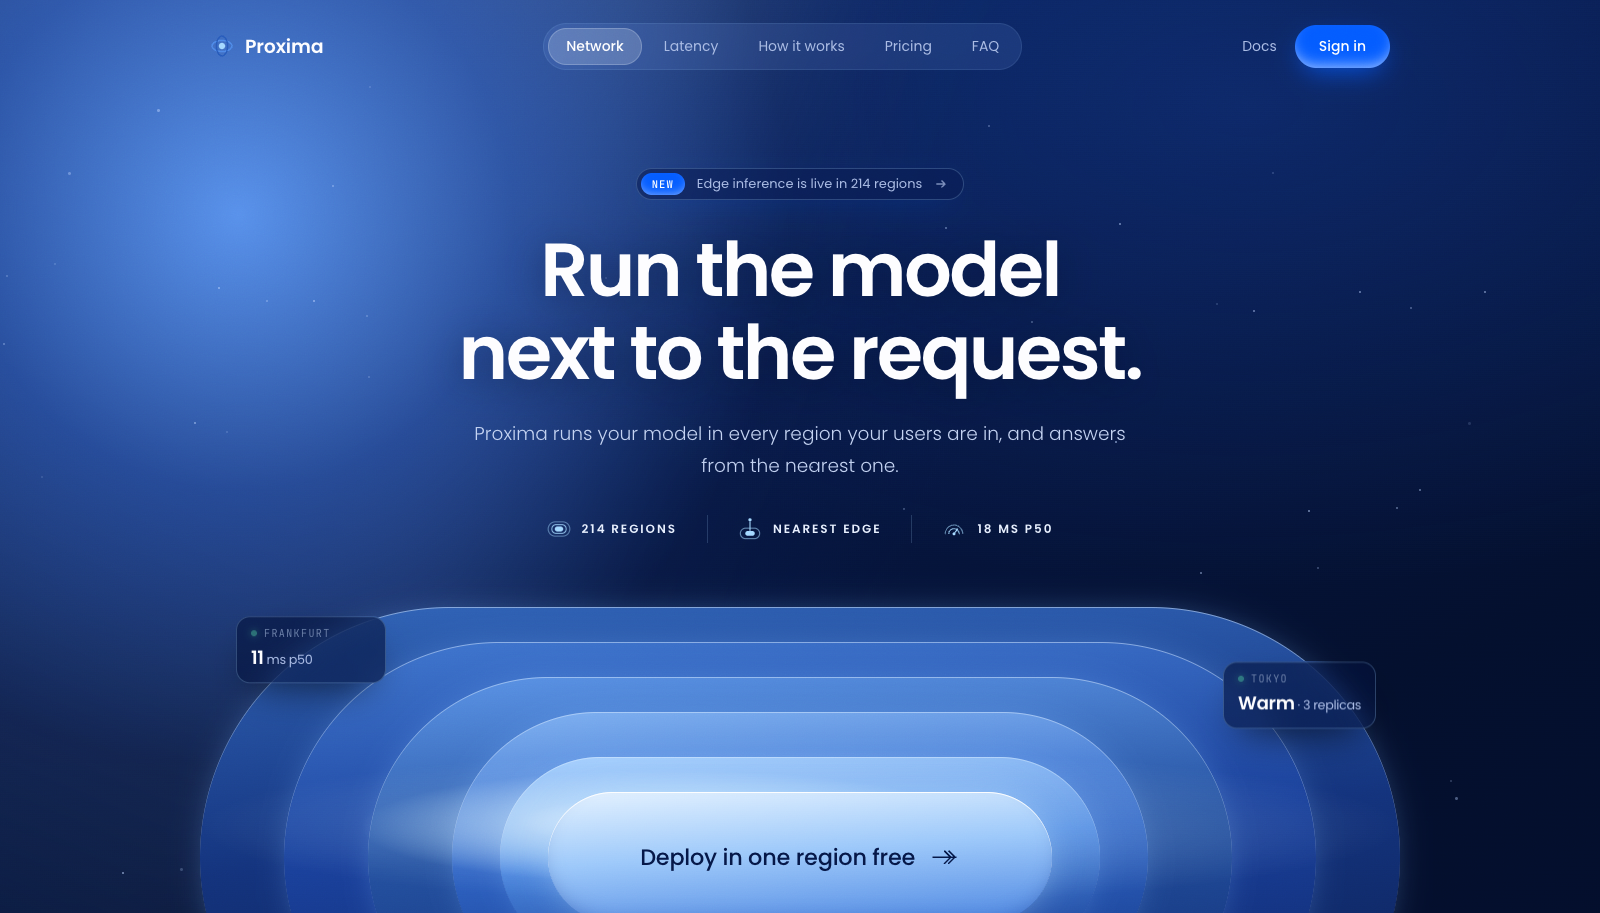 Proxima
Network
Latency
How it works
Pricing
FAQ
Docs
Sign in
NEW Edge inference is live in 214 regions →
Run the model
next to the request.
Proxima runs your model in every region your users are in, and answers
from the nearest one.
214 REGIONS
NEAREST EDGE
18 MS P50
FRANKFURT
11 ms p50
TOKYO
Warm · 3 replicas
Deploy in one region free